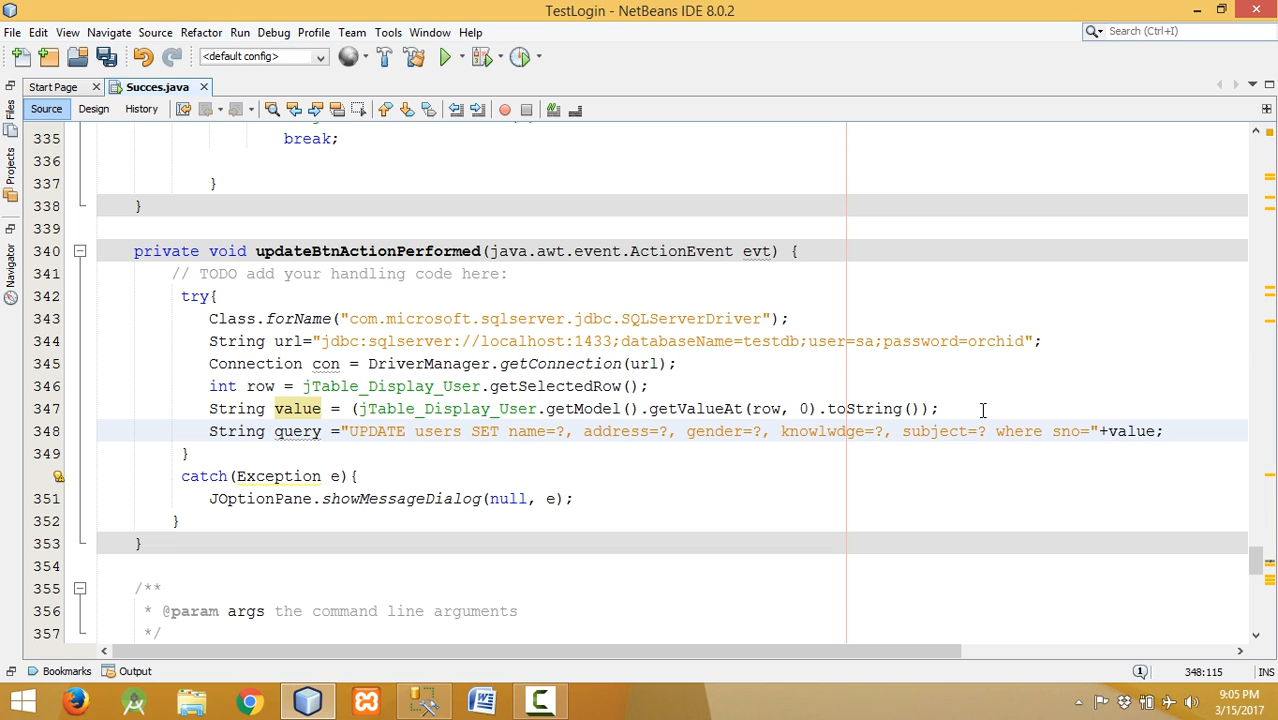 TestLogin - NetBeans IDE 8.0.2
File Edit View Navigate Source Refactor Run Debug Profile Team Tools Window Help
Search (Ctrl+I)
<default config>
Start Page Succes.java
Source Design History
Files
Projects
Navigator
335 break;
336
337 }
338 }
339
340 private void updateBtnActionPerformed(java.awt.event.ActionEvent evt) {
341 // TODO add your handling code here:
342 try{
343 Class.forName("com.microsoft.sqlserver.jdbc.SQLServerDriver");
344 String url="jdbc:sqlserver://localhost:1433;databaseName=testdb;user=sa;password=orchid";
345 Connection con = DriverManager.getConnection(url);
346 int row = jTable_Display_User.getSelectedRow();
347 String value = (jTable_Display_User.getModel().getValueAt(row, 0).toString());
348 String query ="UPDATE users SET name=?, address=?, gender=?, knowlwdge=?, subject=? where sno="+value;
349 }
catch(Exception e){
351 JOptionPane.showMessageDialog(null, e);
352 }
353 }
354
355 /**
356 * @param args the command line arguments
357 */
Bookmarks Output
1 348:115 INS
9:05 PM
3/15/2017